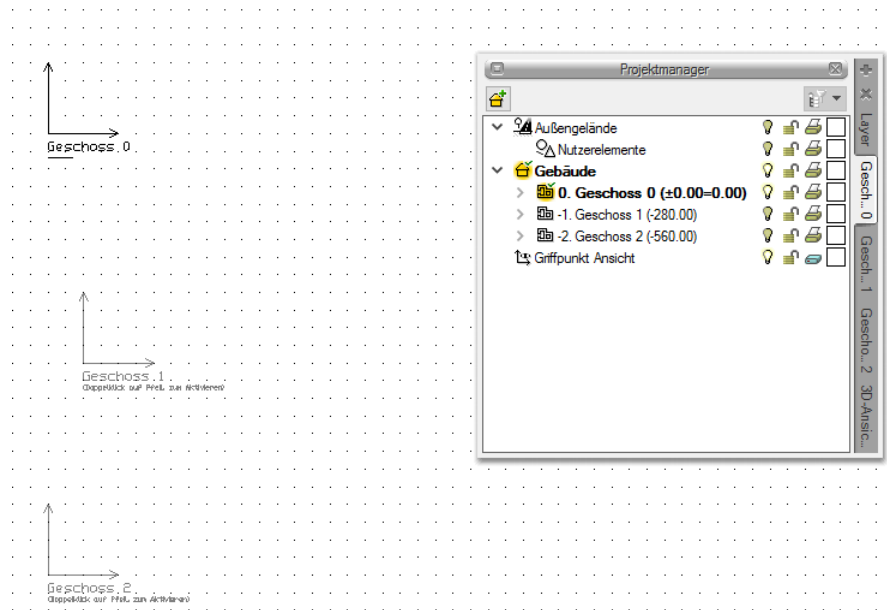 Geschoss 0
Geschoss 1
(Doppelklick auf Pfeil zum Aktivieren)
Geschoss 2
(Doppelklick auf Pfeil zum Aktivieren)
Projektmanager
Außengelände
Nutzerelemente
Gebäude
0. Geschoss 0 (±0.00=0.00)
-1. Geschoss 1 (-280.00)
-2. Geschoss 2 (-560.00)
Griffpunkt Ansicht
Layer
Gesch... 0
Gesch... 1
Gescho... 2
3D-Ansic...